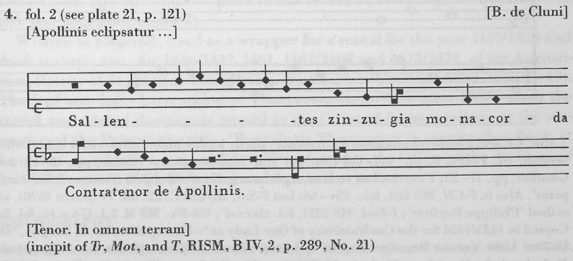 4. fol. 2 (see plate 21, p. 121) [B. de Cluni]
[Apollinis eclipsatur ...]
Sal - len - - - -tes zin-zu - gia mo - na-cor - da
Contratenor de Apollinis.
[Tenor. In omnem terram]
(incipit of Tr, Mot, and T, RISM, B IV, 2, p. 289, No. 21)